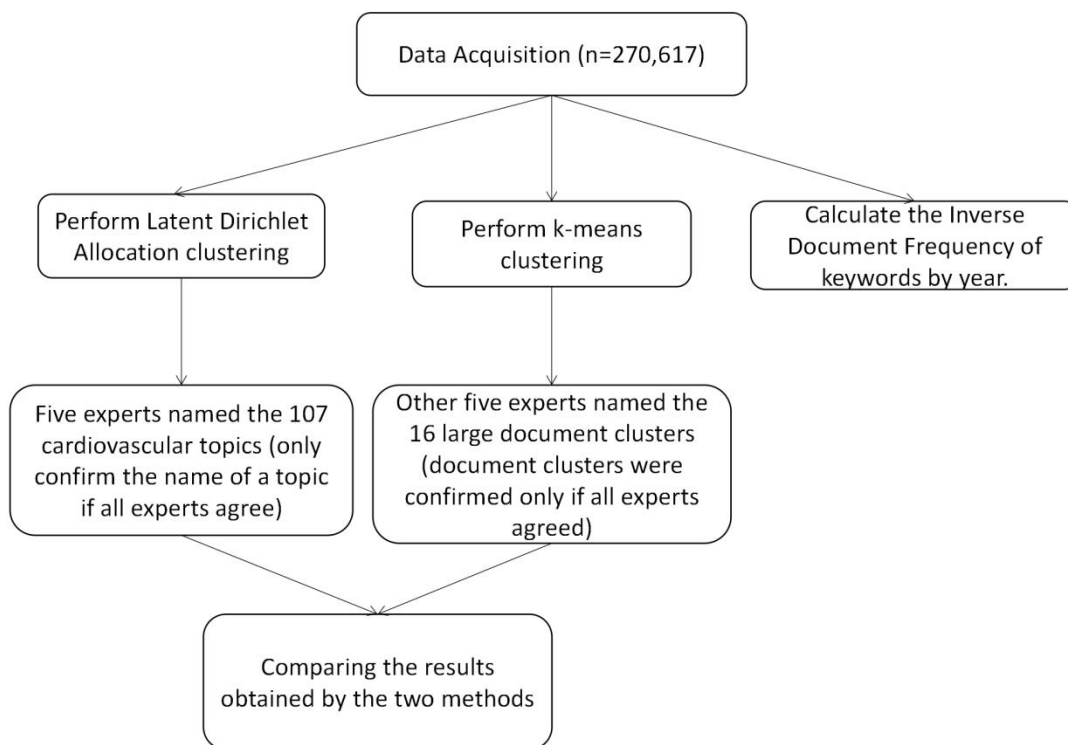 Data Acquisition (n=270,617)
Perform Latent Dirichlet
Allocation clustering
Perform k-means
clustering
Calculate the Inverse
Document Frequency of
keywords by year.
Five experts named the 107
cardiovascular topics (only
confirm the name of a topic
if all experts agree)
Other five experts named the
16 large document clusters
(document clusters were
confirmed only if all experts
agreed)
Comparing the results
obtained by the two methods